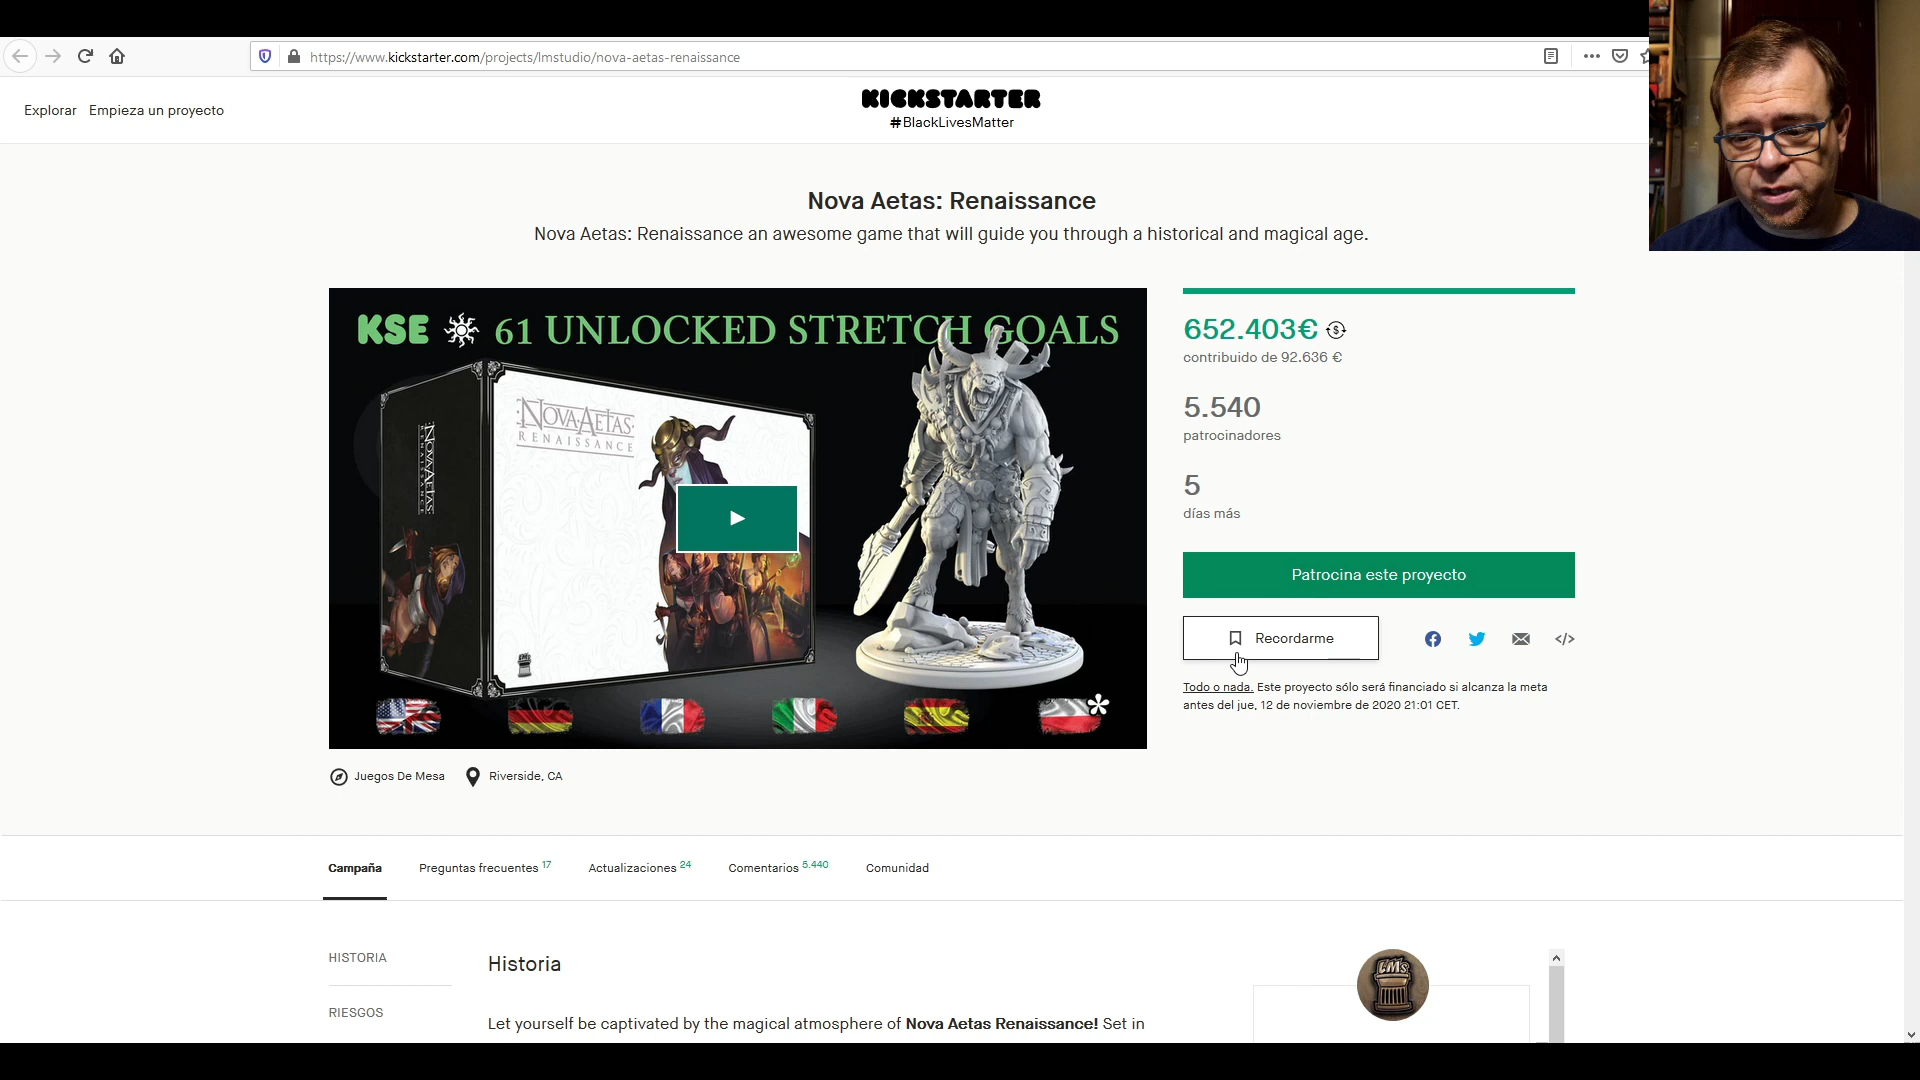 https://www.kickstarter.com/projects/lmstudio/nova-aetas-renaissance
Explorar Empieza un proyecto
KICKSTARTER
#BlackLivesMatter
Nova Aetas: Renaissance
Nova Aetas: Renaissance an awesome game that will guide you through a historical and magical age.
KSE 61 UNLOCKED STRETCH GOALS
NOVA AETAS
RENAISSANCE
NOVA AETAS
RENAISSANCE
652.403€
contribuido de 92.636 €
5.540
patrocinadores
5
días más
Patrocina este proyecto
Recordarme
Todo o nada. Este proyecto sólo será financiado si alcanza la meta
antes del jue, 12 de noviembre de 2020 21:01 CET.
Juegos De Mesa Riverside, CA
Campaña Preguntas frecuentes 17 Actualizaciones 24 Comentarios 5.440 Comunidad
HISTORIA
RIESGOS
Historia
Let yourself be captivated by the magical atmosphere of Nova Aetas Renaissance! Set in
LMS